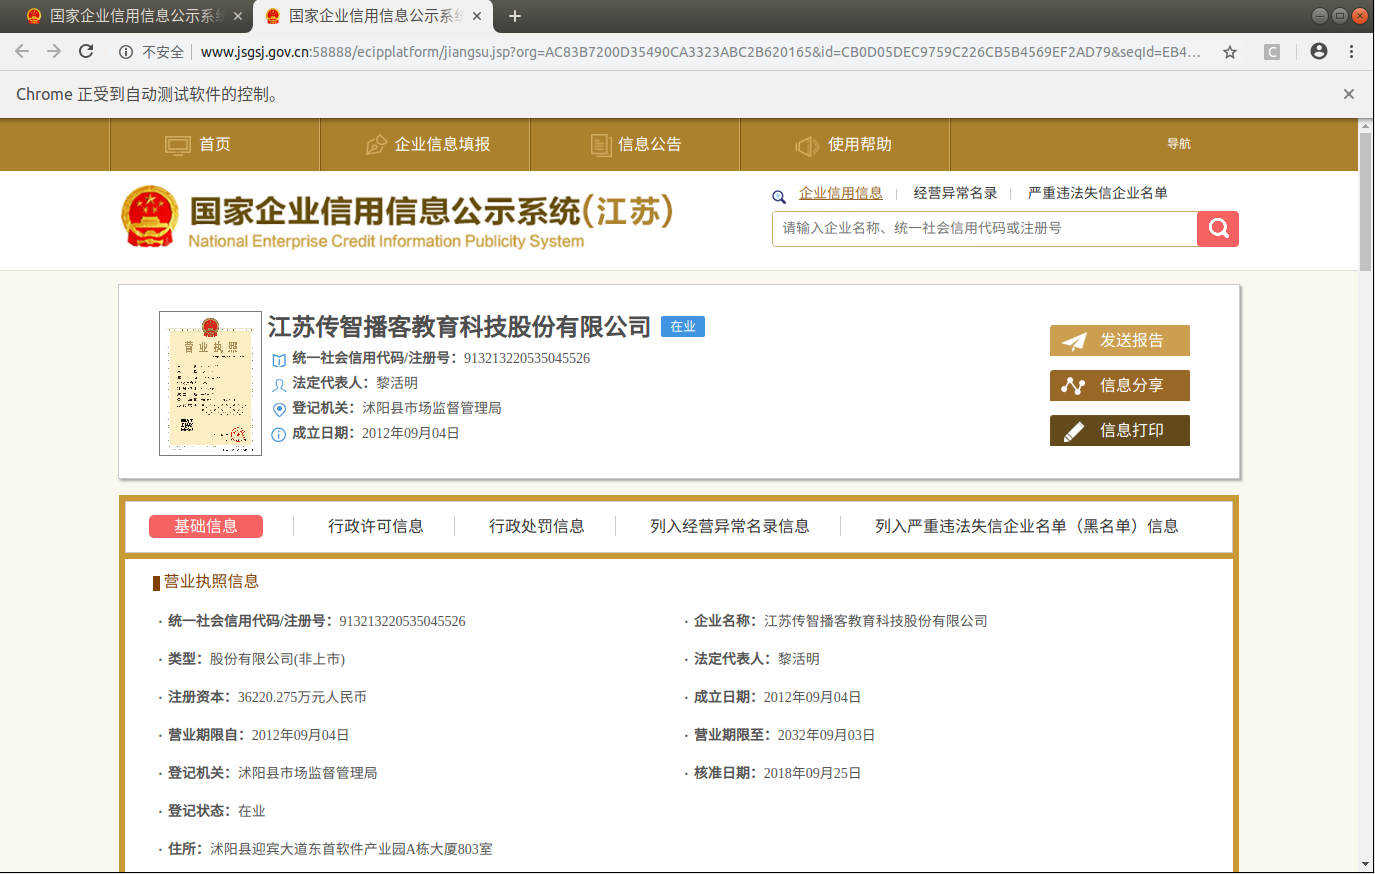 国家企业信用信息公示系统
国家企业信用信息公示系统
不安全 www.jsgsj.gov.cn:58888/ecipplatform/jiangsu.jsp?org=AC83B7200D35490CA3323ABC2B620165&id=CB0D05DEC9759C226CB5B4569EF2AD79&seqId=EB4...
Chrome 正受到自动测试软件的控制。
首页 企业信息填报 信息公告 使用帮助 导航
企业信用信息 经营异常名录 严重违法失信企业名单
国家企业信用信息公示系统(江苏)
National Enterprise Credit Information Publicity System
请输入企业名称、统一社会信用代码或注册号
营业执照
江苏传智播客教育科技股份有限公司 在业
统一社会信用代码/注册号：913213220535045526
法定代表人：黎活明
登记机关：沭阳县市场监督管理局
成立日期：2012年09月04日
发送报告
信息分享
信息打印
基础信息 行政许可信息 行政处罚信息 列入经营异常名录信息 列入严重违法失信企业名单（黑名单）信息
营业执照信息
· 统一社会信用代码/注册号：913213220535045526 · 企业名称：江苏传智播客教育科技股份有限公司
· 类型：股份有限公司(非上市) · 法定代表人：黎活明
· 注册资本：36220.275万元人民币 · 成立日期：2012年09月04日
· 营业期限自：2012年09月04日 · 营业期限至：2032年09月03日
· 登记机关：沭阳县市场监督管理局 · 核准日期：2018年09月25日
· 登记状态：在业
· 住所：沭阳县迎宾大道东首软件产业园A栋大厦803室